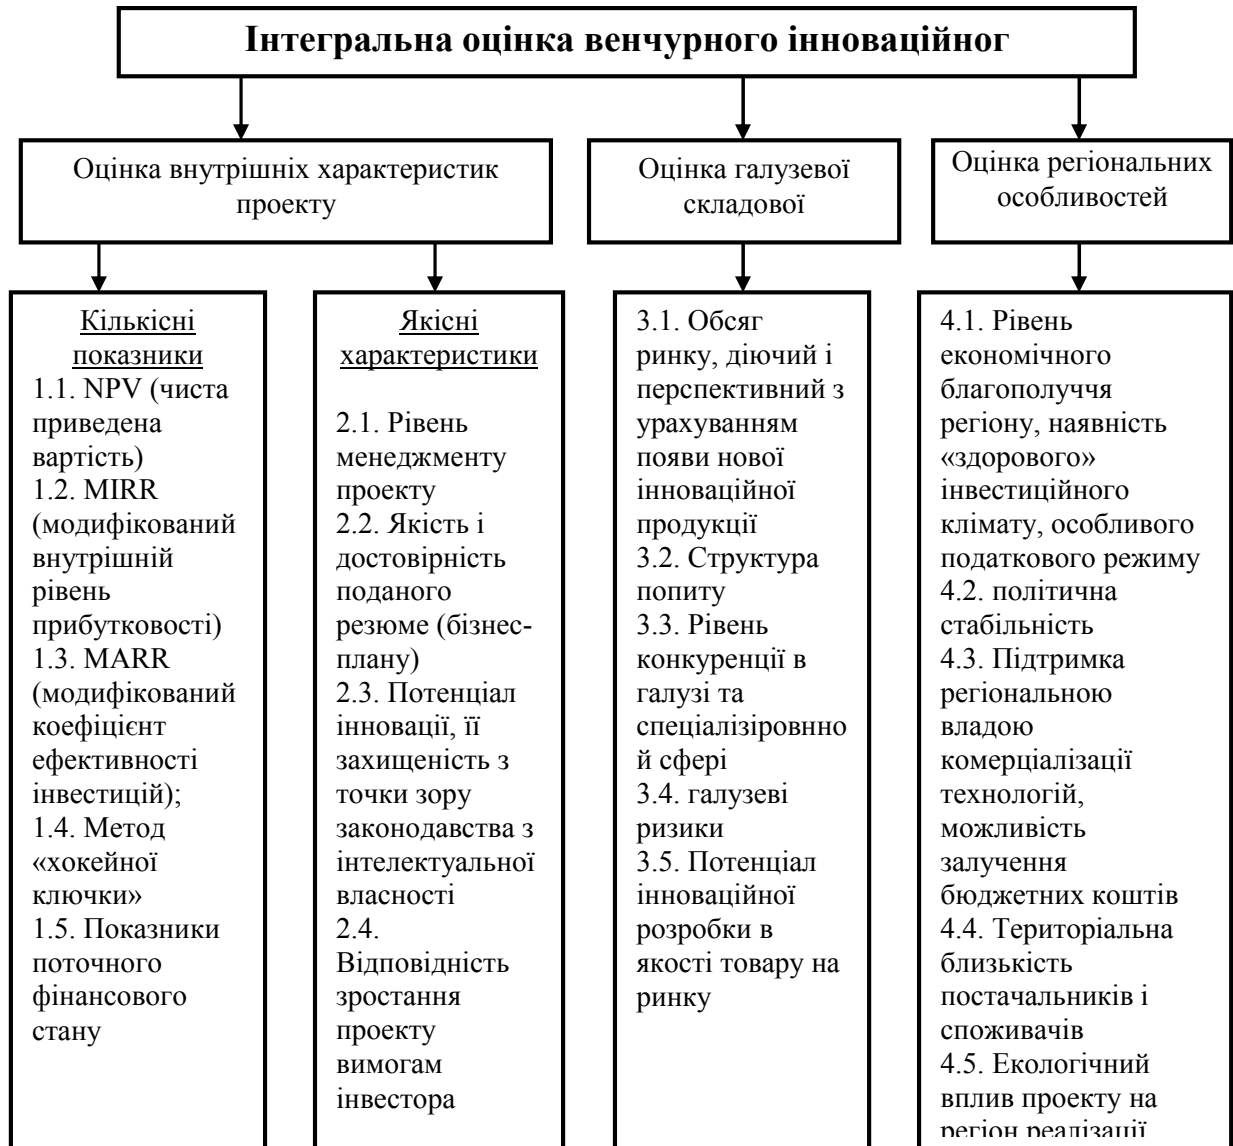 Інтегральна оцінка венчурного інноваційног
Оцінка внутрішніх характеристик
проекту
Оцінка галузевої
складової
Оцінка регіональних
особливостей
Кількісні
показники
1.1. NPV (чиста
приведена
вартість)
1.2. MIRR
(модифікований
внутрішній
рівень
прибутковості)
1.3. MARR
(модифікований
коефіцієнт
ефективності
інвестицій);
1.4. Метод
«хокейної
ключки»
1.5. Показники
поточного
фінансового
стану
Якісні
характеристики
2.1. Рівень
менеджменту
проекту
2.2. Якість і
достовірність
поданого
резюме (бізнес-
плану)
2.3. Потенціал
інновації, її
захищеність з
точки зору
законодавства з
інтелектуальної
власності
2.4.
Відповідність
зростання
проекту
вимогам
інвестора
3.1. Обсяг
ринку, діючий і
перспективний з
урахуванням
появи нової
інноваційної
продукції
3.2. Структура
попиту
3.3. Рівень
конкуренції в
галузі та
спеціалізіровнно
й сфері
3.4. галузеві
ризики
3.5. Потенціал
інноваційної
розробки в
якості товару на
ринку
4.1. Рівень
економічного
благополуччя
регіону, наявність
«здорового»
інвестиційного
клімату, особливого
податкового режиму
4.2. політична
стабільність
4.3. Підтримка
регіональною
владою
комерціалізації
технологій,
можливість
залучення
бюджетних коштів
4.4. Територіальна
близькість
постачальників і
споживачів
4.5. Екологічний
вплив проекту на
регіон реалізації